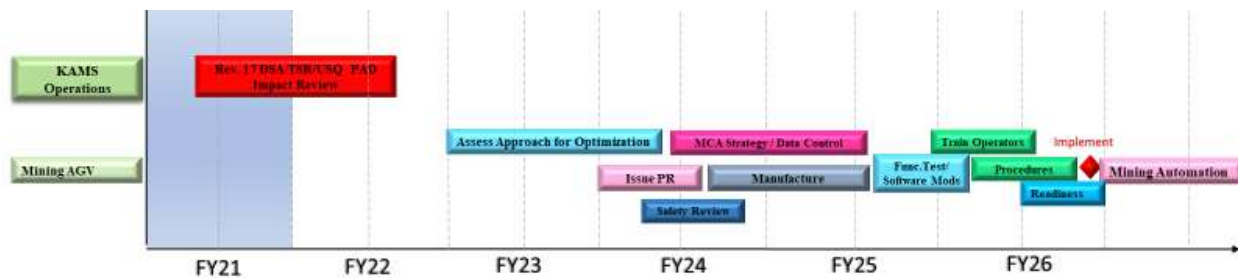 KAMS
Operations
Rev. 17 DSA/TSR/USQ PAD
Impact Review
Assess Approach for Optimization
MCA Strategy / Data Control
Train Operators
Implement
Mining AGV
Issue PR
Manufacture
Func.Test/
Software Mods
Procedures
Mining Automation
Safety Review
Readiness
FY21
FY22
FY23
FY24
FY25
FY26